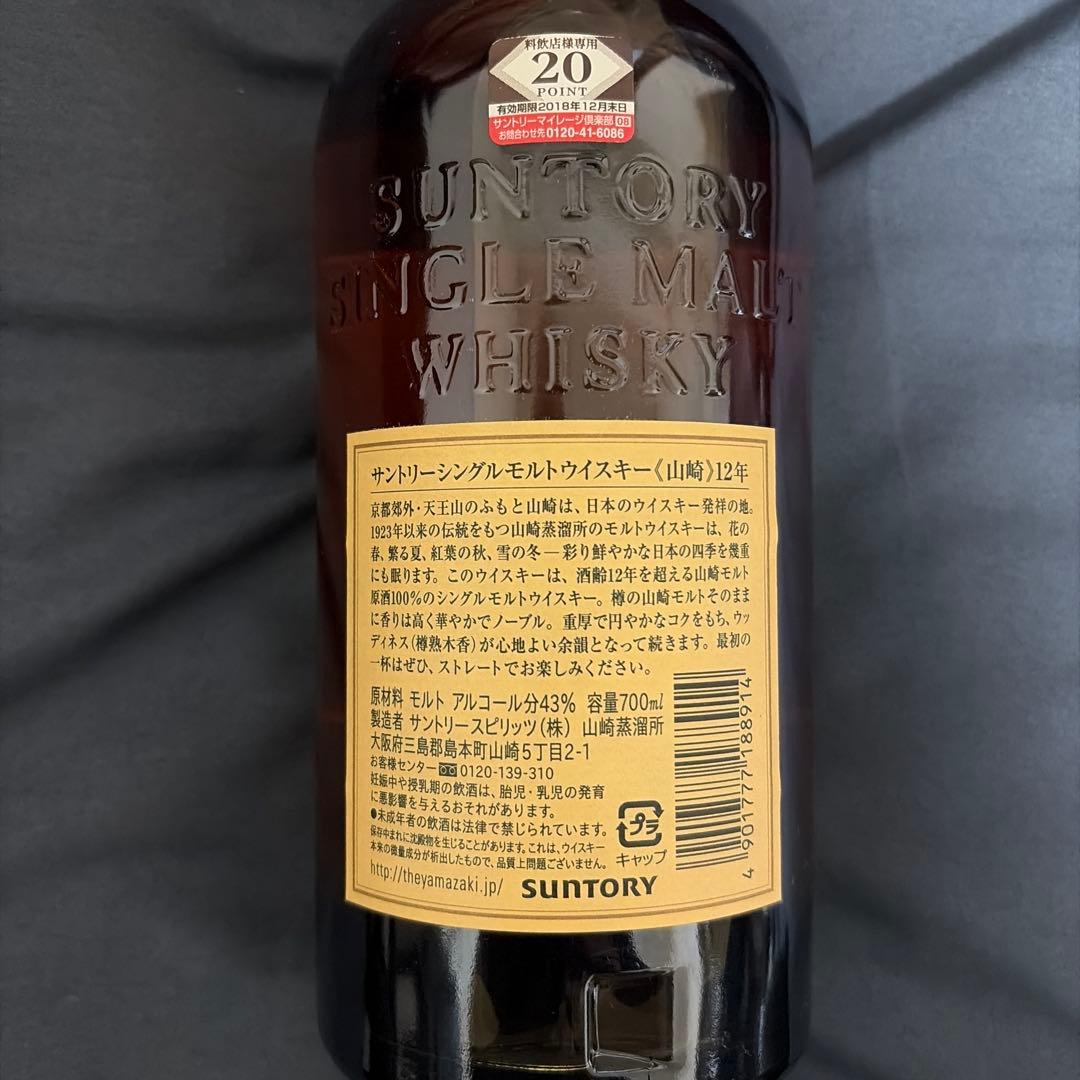 料飲店様専用
20
POINT
有効期限2018年12月末日
サントリーマイレージ倶楽部 08
お問合わせ先 0120-41-6086
SUNTORY
SINGLE MALT
WHISKY
サントリーシングルモルトウイスキー《山崎》12年
京都郊外・天王山のふもと山崎は、日本のウイスキー発祥の地。
1923年以来の伝統をもつ山崎蒸溜所のモルトウイスキーは、花の
春、繁る夏、紅葉の秋、雪の冬—彩り鮮やかな日本の四季を幾重
にも眠ります。このウイスキーは、酒齢12年を超える山崎モルト
原酒100%のシングルモルトウイスキー。樽の山崎モルトそのまま
に香りは高く華やかでノーブル。重厚で円やかなコクをもち、ウッ
ディネス(樽熟木香)が心地よい余韻となって続きます。最初の
一杯はぜひ、ストレートでお楽しみください。
原材料 モルト アルコール分43% 容量700ml
製造者 サントリースピリッツ(株) 山崎蒸溜所
大阪府三島郡島本町山崎5丁目2-1
お客様センター 0120-139-310
妊娠中や授乳期の飲酒は、胎児・乳児の発育
に悪影響を与えるおそれがあります。
●未成年者の飲酒は法律で禁じられています。
保存中まれに沈殿物を生じることがあります。これは、ウイスキー
本来の微量成分が析出したもので、品質上問題ございません。
http://theyamazaki.jp/ SUNTORY
プラ
キャップ
4 901777 188914